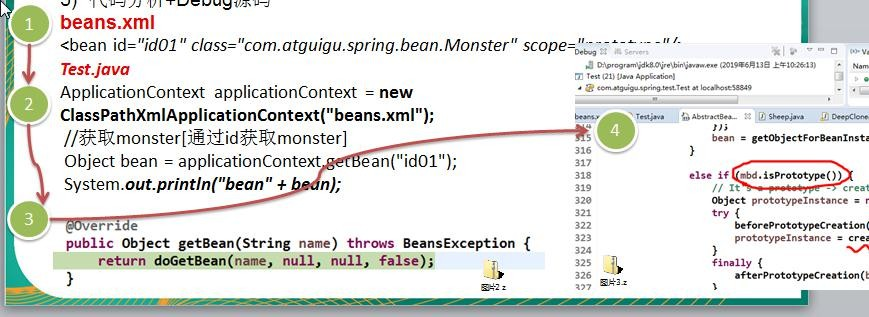 代码分析+Debug源码
1
beans.xml
<bean id="id01" class="com.atguigu.spring.bean.Monster" scope="prototype"/
Test.java
2
ApplicationContext applicationContext = new
ClassPathXmlApplicationContext("beans.xml");
//获取monster[通过id获取monster]
Object bean = applicationContext.getBean("id01");
System.out.println("bean" + bean);
3
@Override
public Object getBean(String name) throws BeansException {
return doGetBean(name, null, null, false);
}
图片2.z
Debug
Servers
D:\program\jdk8.0\jre\bin\javaw.exe (2019年6月13日 上午10:26:13)
Test (21) [Java Application]
com.atguigu.spring.test.Test at localhost:58849
(x)= Va
Name
beans.x
Test.java
AbstractBea...
Sheep.java
DeepClone
4
314 });
315 bean = getObjectForBeanInsta
316 }
317
318 else if (mbd.isPrototype()) {
319 // It's a prototype -> creat
320 Object prototypeInstance = n
321 try {
322 beforePrototypeCreation(
323 prototypeInstance = crea
324 }
325 finally {
326 afterPrototypeCreation(b
327 }
图片3.z